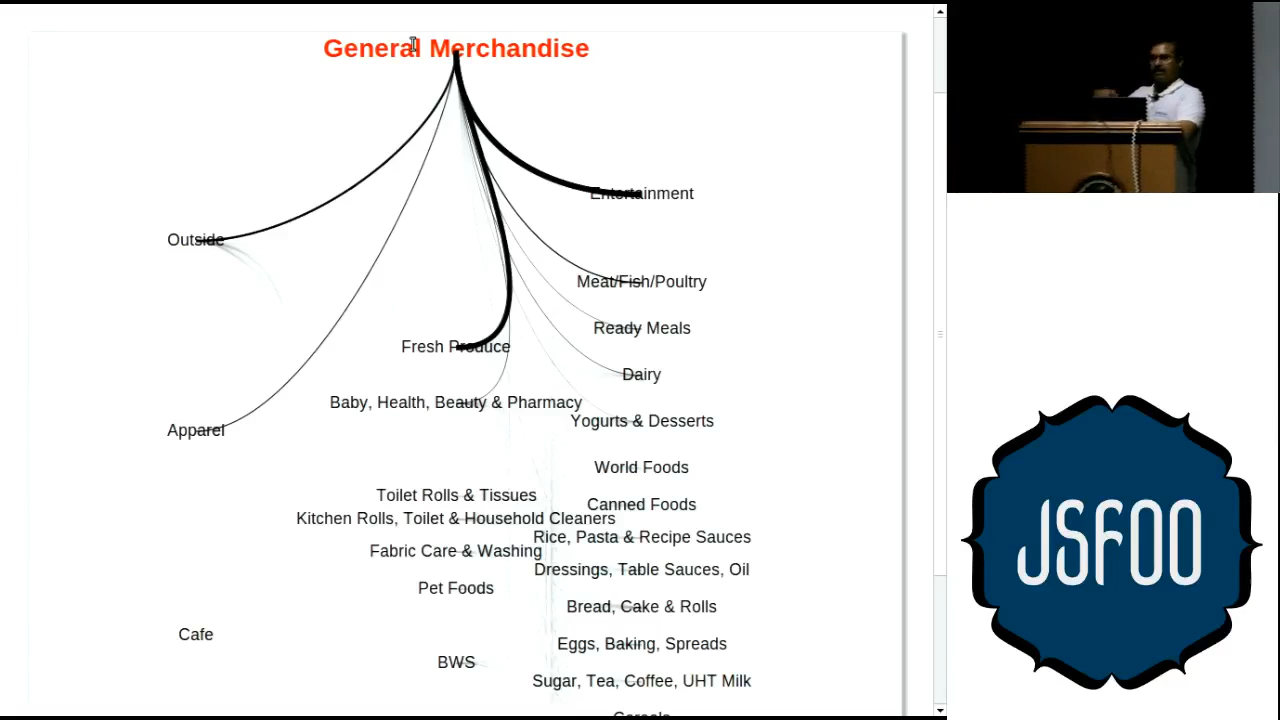 General Merchandise
Entertainment
Outside
Meat/Fish/Poultry
Ready Meals
Fresh Produce
Dairy
Baby, Health, Beauty & Pharmacy
Yogurts & Desserts
Apparel
World Foods
Toilet Rolls & Tissues
Canned Foods
Kitchen Rolls, Toilet & Household Cleaners
Rice, Pasta & Recipe Sauces
Fabric Care & Washing
Dressings, Table Sauces, Oil
Pet Foods
Bread, Cake & Rolls
Cafe
Eggs, Baking, Spreads
BWS
Sugar, Tea, Coffee, UHT Milk
Cereals
JSFOO